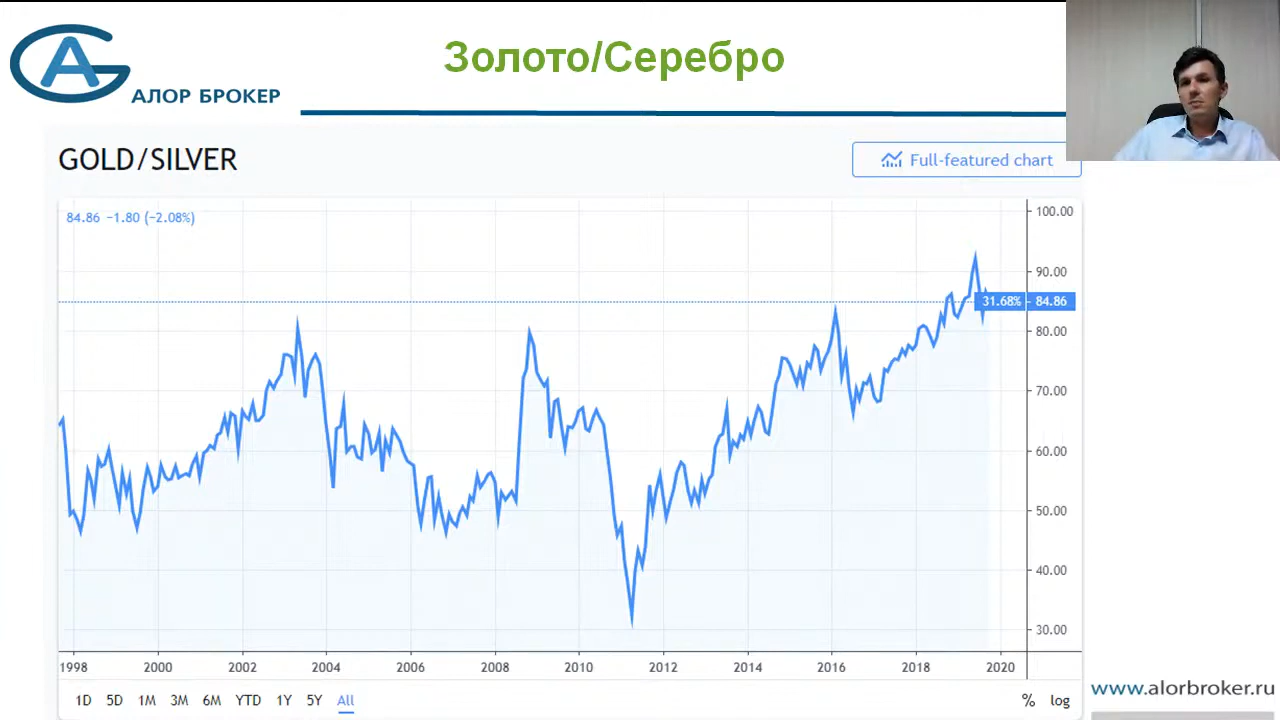 Золото/Серебро
АЛОР БРОКЕР
GOLD/SILVER
Full-featured chart
84.86 −1.80 (−2.08%)
100.00
90.00
31.68% 84.86
80.00
70.00
60.00
50.00
40.00
30.00
1998 2000 2002 2004 2006 2008 2010 2012 2014 2016 2018 2020
1D 5D 1M 3M 6M YTD 1Y 5Y All % log
www.alorbroker.ru